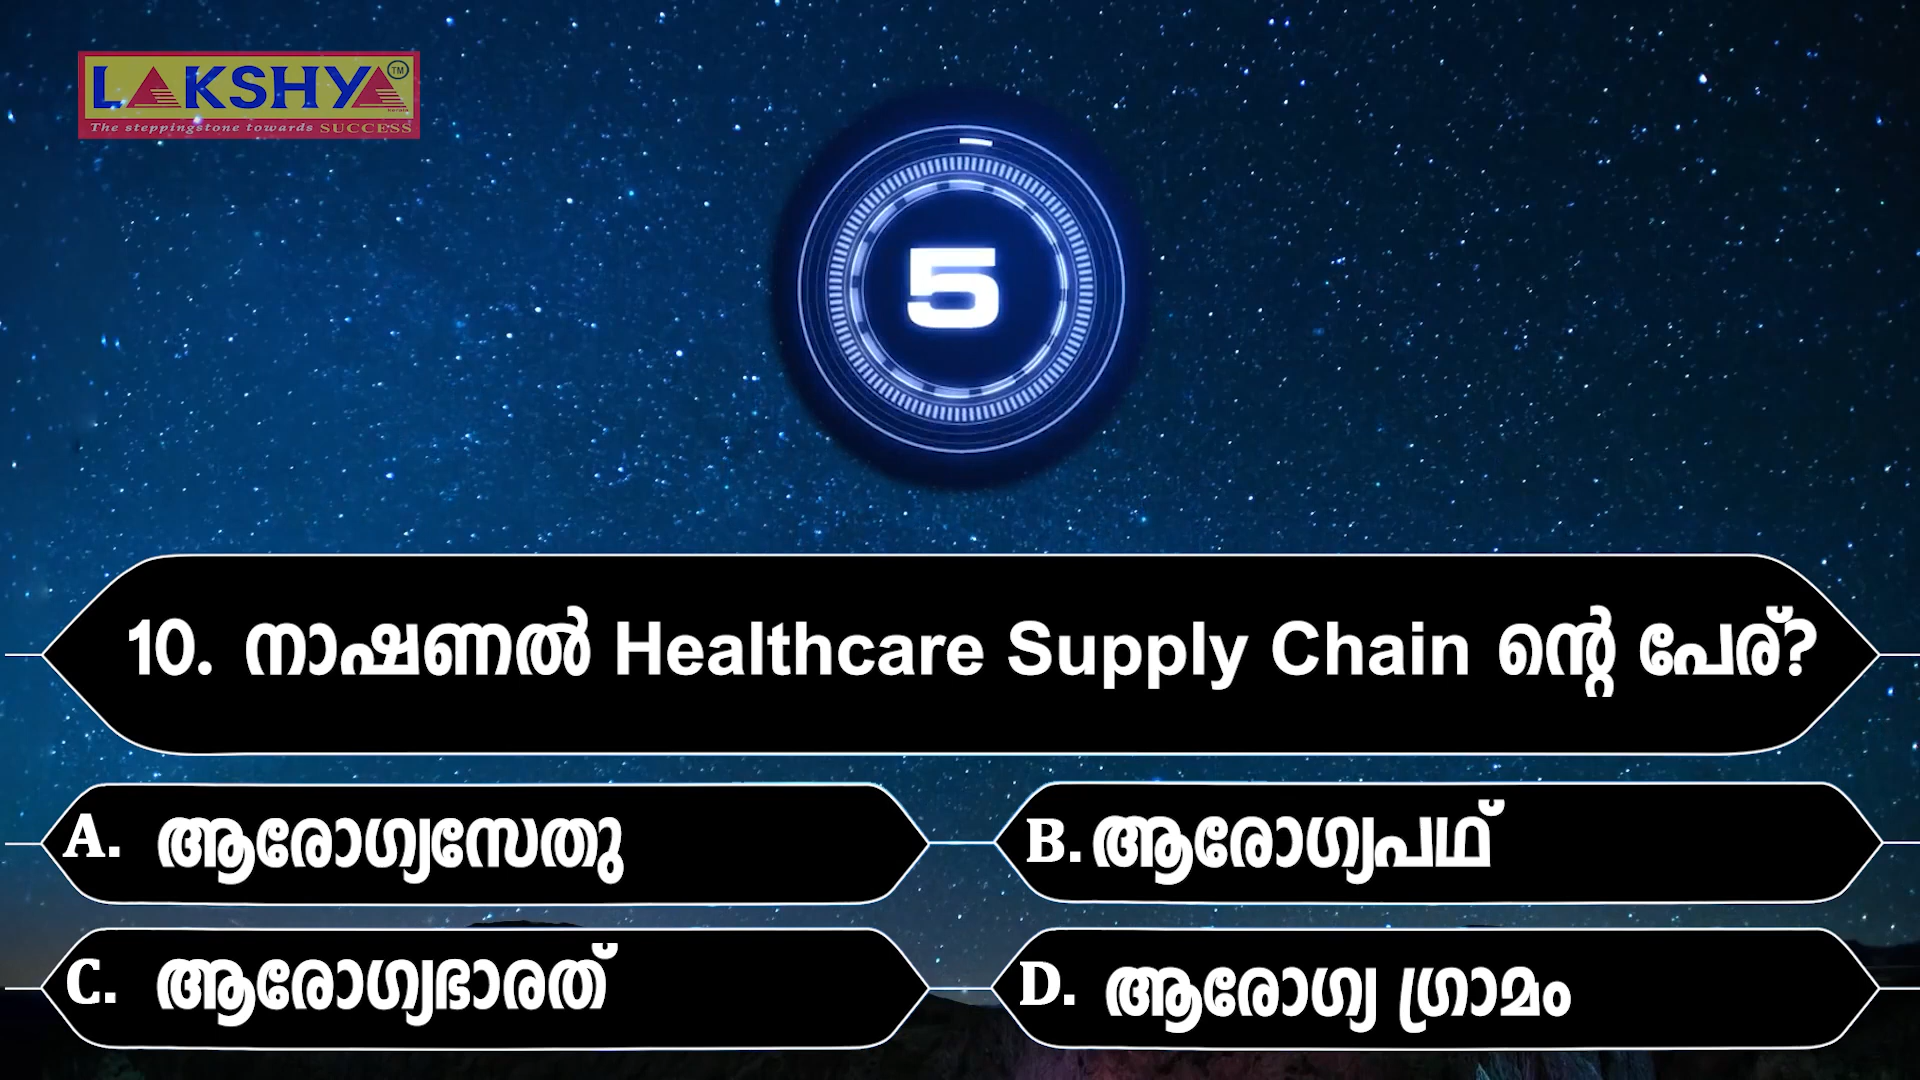 LAKSHYA TM
The steppingstone towards SUCCESS
5
10. നാഷണൽ Healthcare Supply Chain ന്റെ പേര്?
A. ആരോഗ്യസേതു
B. ആരോഗ്യപഥ്
C. ആരോഗ്യഭാരത്
D. ആരോഗ്യ ഗ്രാമം